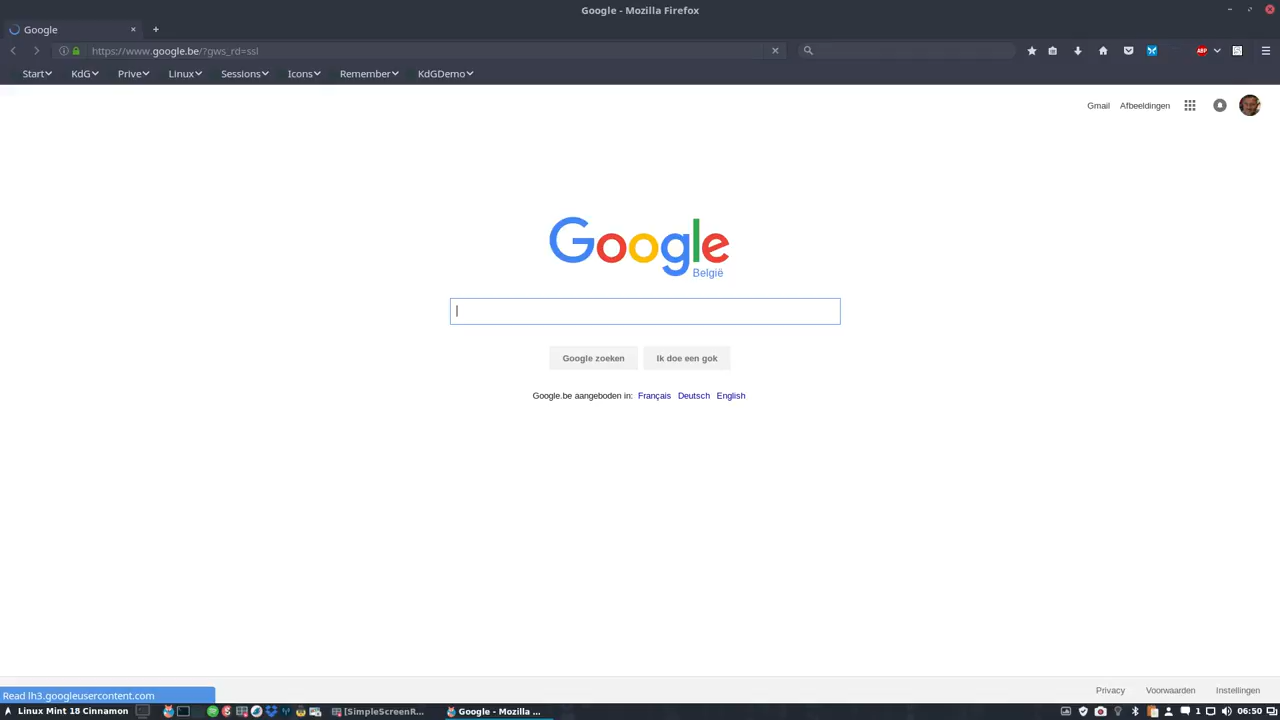 Google - Mozilla Firefox
Google
https://www.google.be/?gws_rd=ssl
ABP
Start KdG Prive Linux Sessions Icons Remember KdGDemo
Gmail Afbeeldingen
Google
België
Google zoeken Ik doe een gok
Google.be aangeboden in: Français Deutsch English
Privacy Voorwaarden Instellingen
Read lh3.googleusercontent.com
Linux Mint 18 Cinnamon [SimpleScreenR... Google - Mozilla ... 1 06:50